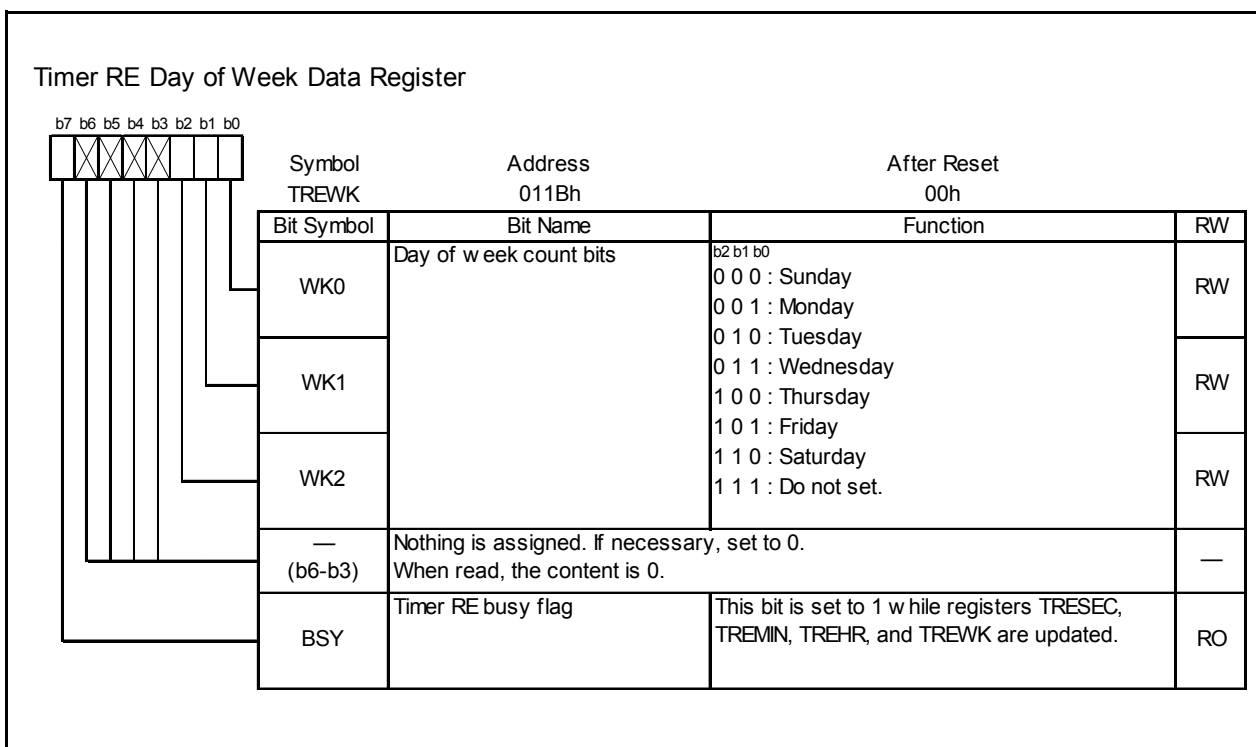 Timer RE Day of Week Data Register
b7 b6 b5 b4 b3 b2 b1 b0
Symbol Address After Reset
TREWK 011Bh 00h
Bit Symbol Bit Name Function RW
WK0 Day of week count bits b2 b1 b0
0 0 0 : Sunday
0 0 1 : Monday
0 1 0 : Tuesday
RW
WK1 0 1 1 : Wednesday
1 0 0 : Thursday
1 0 1 : Friday
RW
WK2 1 1 0 : Saturday
1 1 1 : Do not set.
RW
— (b6-b3) Nothing is assigned. If necessary, set to 0.
When read, the content is 0.
—
BSY Timer RE busy flag This bit is set to 1 while registers TRESEC,
TREMIN, TREHR, and TREWK are updated.
RO